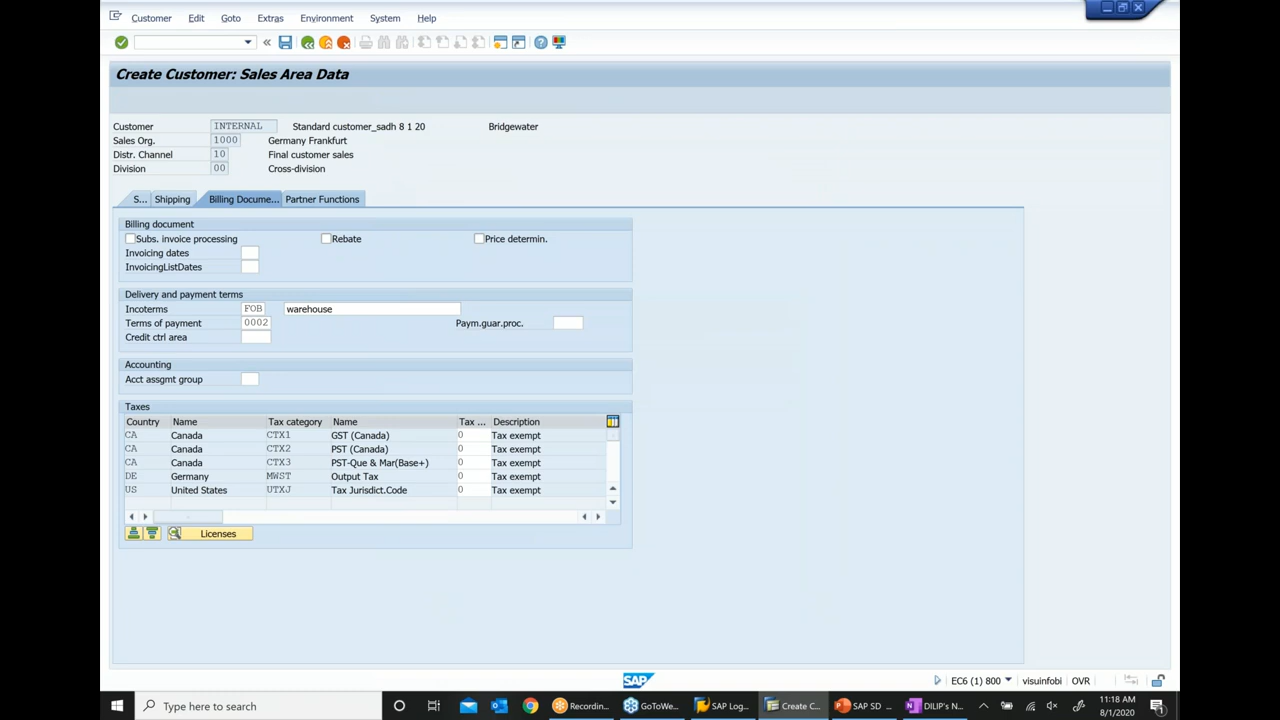 Customer Edit Goto Extras Environment System Help
Create Customer: Sales Area Data
Customer INTERNAL Standard customer_sadh 8 1 20 Bridgewater
Sales Org. 1000 Germany Frankfurt
Distr. Channel 10 Final customer sales
Division 00 Cross-division
S... Shipping Billing Docume... Partner Functions
Billing document
Subs. invoice processing Rebate Price determin.
Invoicing dates
InvoicingListDates
Delivery and payment terms
Incoterms FOB warehouse
Terms of payment 0002 Paym.guar.proc.
Credit ctrl area
Accounting
Acct assgmt group
Taxes
Country Name Tax category Name Tax ... Description
CA Canada CTX1 GST (Canada) 0 Tax exempt
CA Canada CTX2 PST (Canada) 0 Tax exempt
CA Canada CTX3 PST-Que & Mar(Base+) 0 Tax exempt
DE Germany MWST Output Tax 0 Tax exempt
US United States UTXJ Tax Jurisdict.Code 0 Tax exempt
Licenses
SAP EC6 (1) 800 visuinfobi OVR
Type here to search Recordin... GoToWe... SAP Log... Create C... SAP SD ... DILIP's N... 11:18 AM
8/1/2020